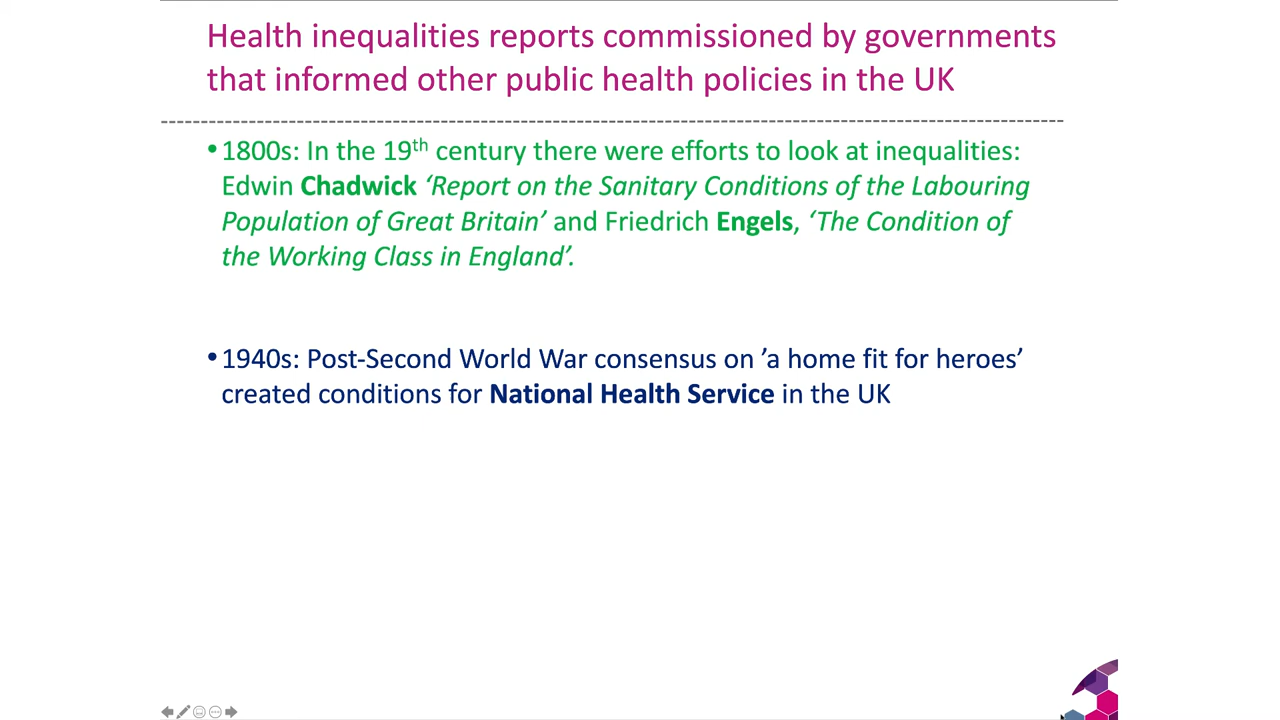 Health inequalities reports commissioned by governments
that informed other public health policies in the UK
•1800s: In the 19th century there were efforts to look at inequalities:
Edwin Chadwick ‘Report on the Sanitary Conditions of the Labouring
Population of Great Britain’ and Friedrich Engels, ‘The Condition of
the Working Class in England’.
•1940s: Post-Second World War consensus on ’a home fit for heroes’
created conditions for National Health Service in the UK